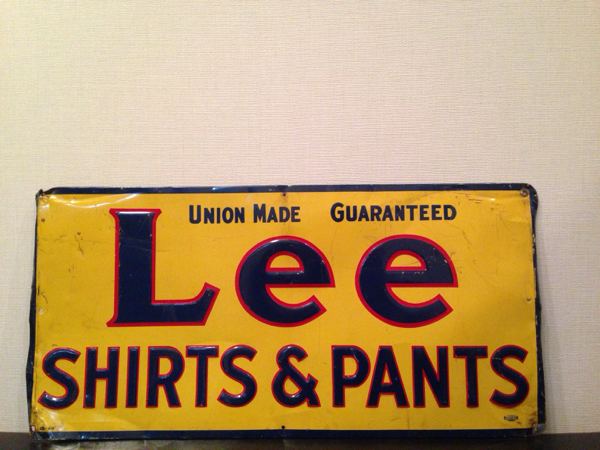 UNION MADE GUARANTEED
Lee
SHIRTS & PANTS